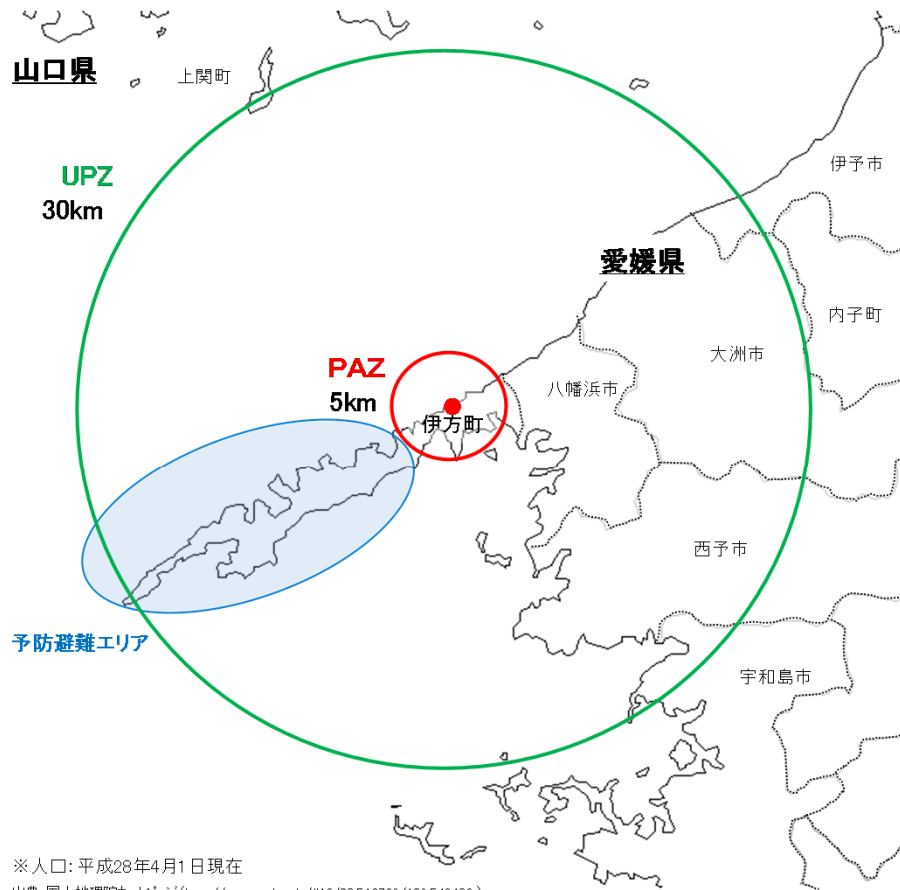 山口県
上関町
UPZ
30km
伊予市
愛媛県
内子町
大洲市
PAZ
5km
八幡浜市
伊方町
西予市
予防避難エリア
宇和島市
※人口：平成28年4月1日現在